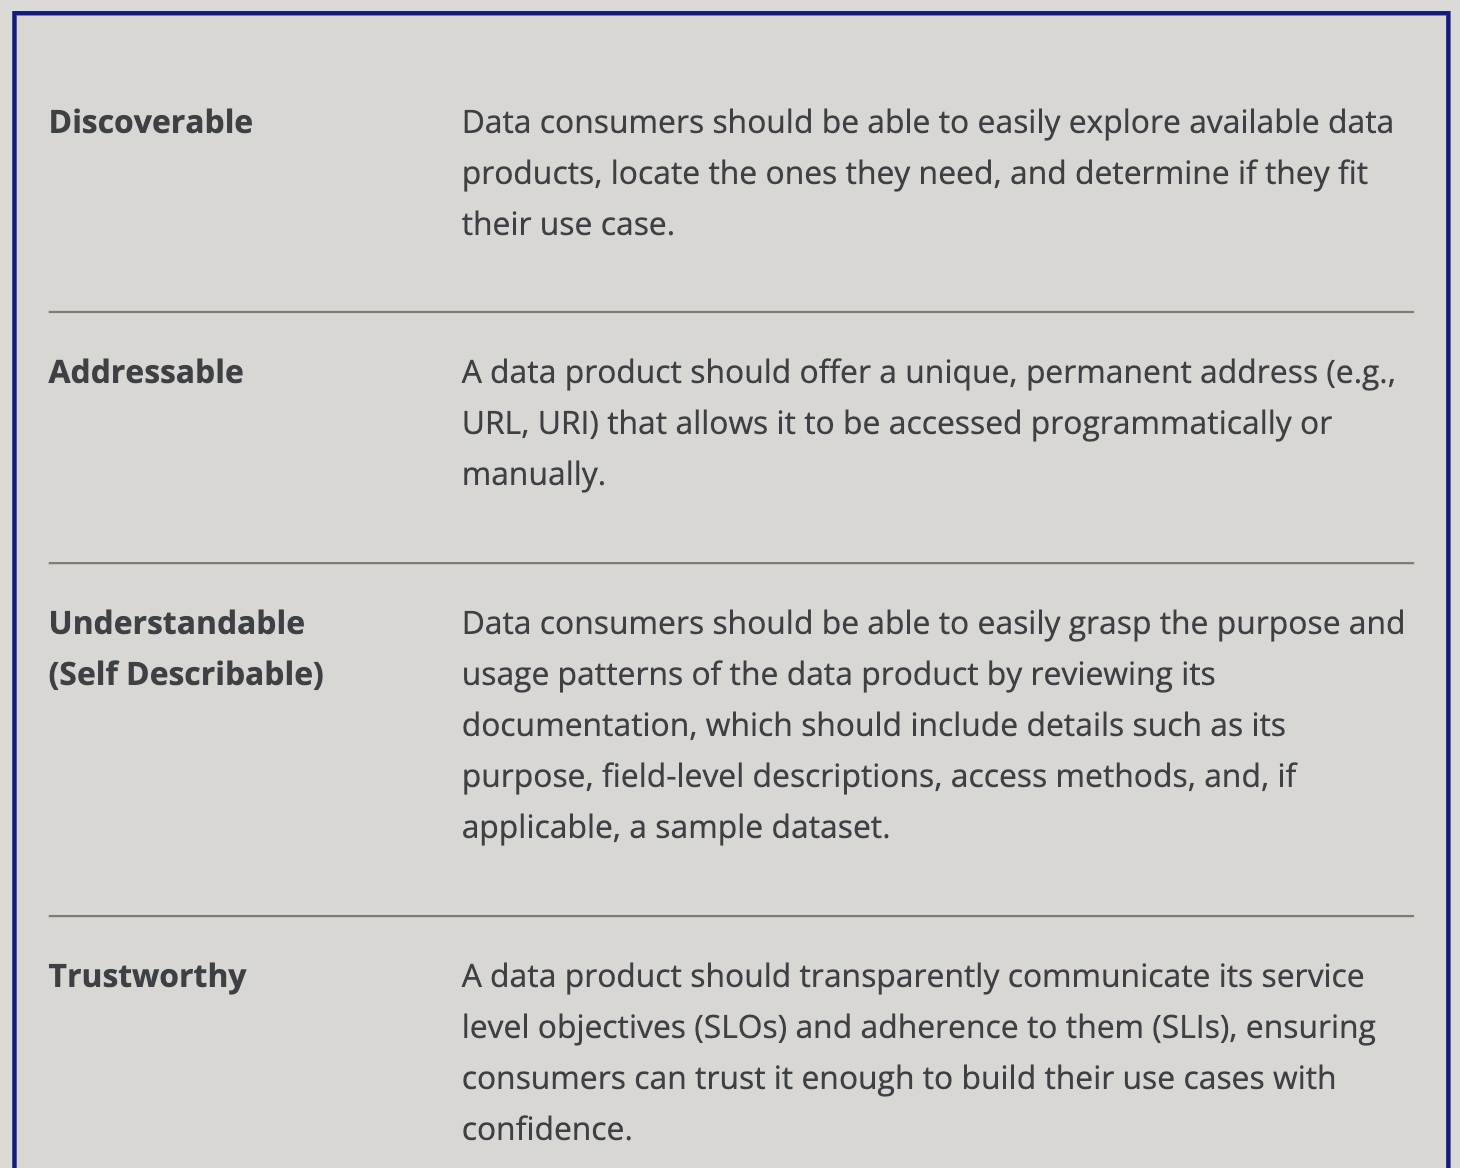 Discoverable
Data consumers should be able to easily explore available data
products, locate the ones they need, and determine if they fit
their use case.
Addressable
A data product should offer a unique, permanent address (e.g.,
URL, URI) that allows it to be accessed programmatically or
manually.
Understandable
(Self Describable)
Data consumers should be able to easily grasp the purpose and
usage patterns of the data product by reviewing its
documentation, which should include details such as its
purpose, field-level descriptions, access methods, and, if
applicable, a sample dataset.
Trustworthy
A data product should transparently communicate its service
level objectives (SLOs) and adherence to them (SLIs), ensuring
consumers can trust it enough to build their use cases with
confidence.